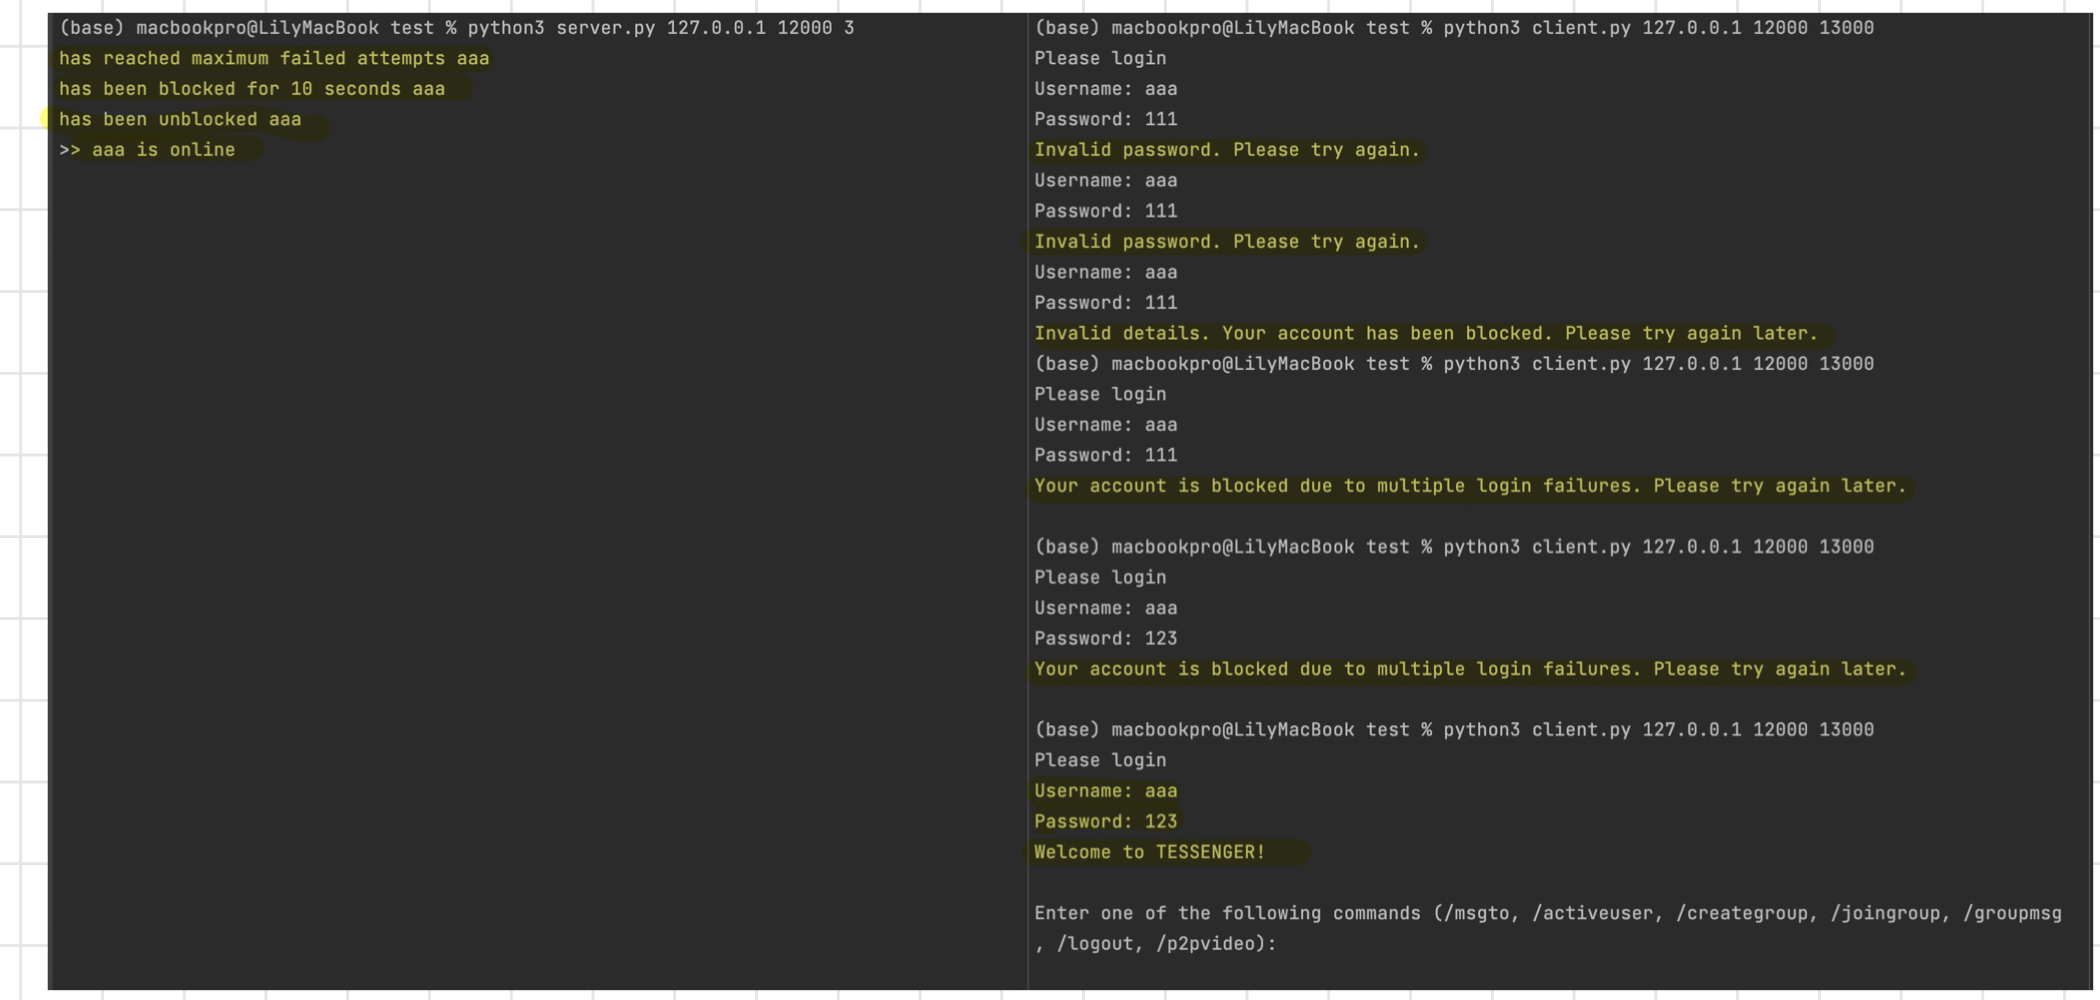 (base) macbookpro@LilyMacBook test % python3 server.py 127.0.0.1 12000 3
has reached maximum failed attempts aaa
has been blocked for 10 seconds aaa
has been unblocked aaa
>> aaa is online
(base) macbookpro@LilyMacBook test % python3 client.py 127.0.0.1 12000 13000
Please login
Username: aaa
Password: 111
Invalid password. Please try again.
Username: aaa
Password: 111
Invalid password. Please try again.
Username: aaa
Password: 111
Invalid details. Your account has been blocked. Please try again later.
(base) macbookpro@LilyMacBook test % python3 client.py 127.0.0.1 12000 13000
Please login
Username: aaa
Password: 111
Your account is blocked due to multiple login failures. Please try again later.
(base) macbookpro@LilyMacBook test % python3 client.py 127.0.0.1 12000 13000
Please login
Username: aaa
Password: 123
Your account is blocked due to multiple login failures. Please try again later.
(base) macbookpro@LilyMacBook test % python3 client.py 127.0.0.1 12000 13000
Please login
Username: aaa
Password: 123
Welcome to TESSENGER!
Enter one of the following commands (/msgto, /activeuser, /creategroup, /joingroup, /groupmsg
, /logout, /p2pvideo):